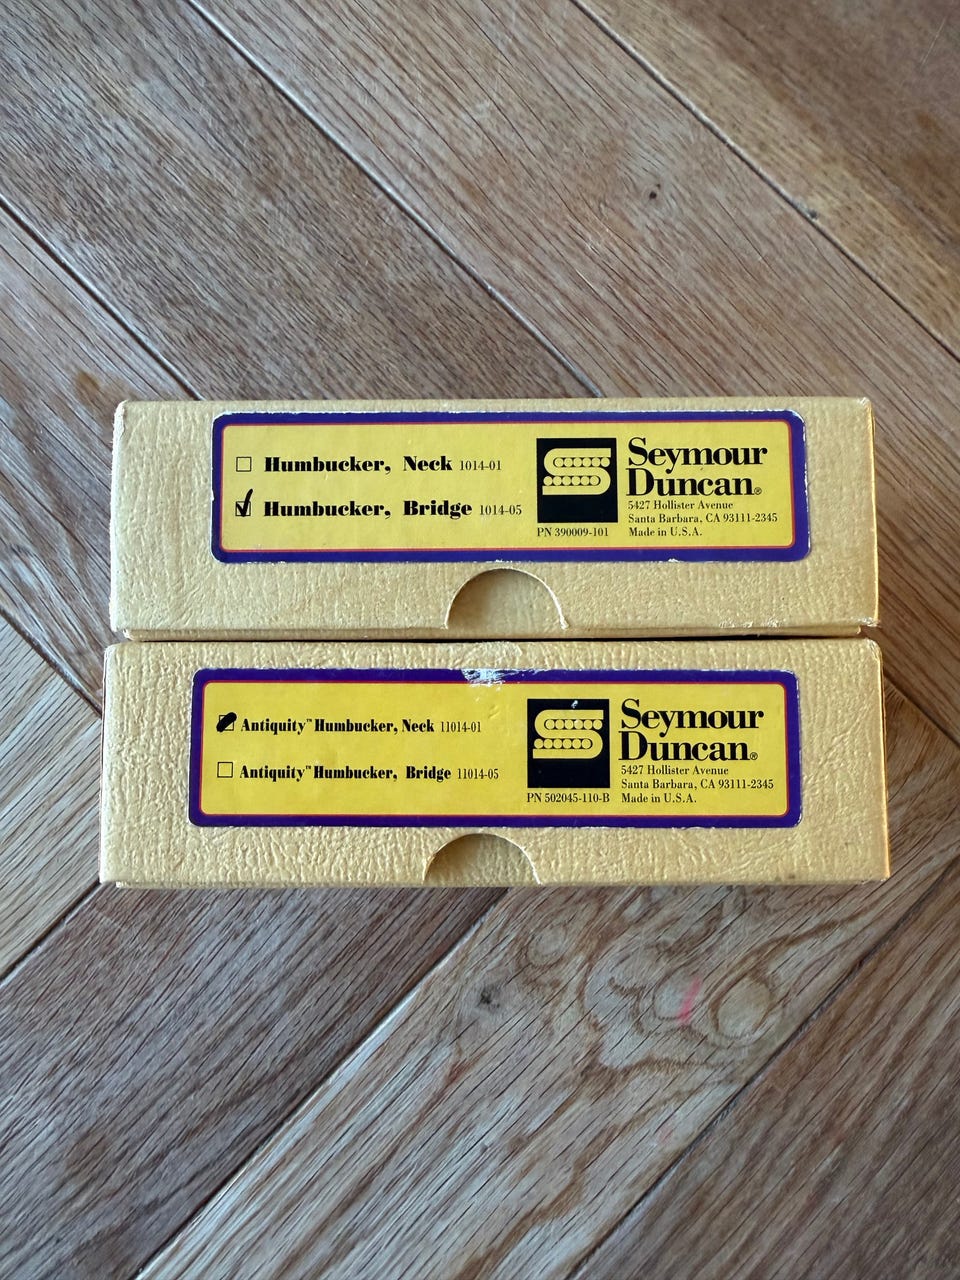 ☐ Humbucker, Neck 1014-01
☑ Humbucker, Bridge 1014-05
PN 390009-101
Seymour
Duncan®
5427 Hollister Avenue
Santa Barbara, CA 93111-2345
Made in U.S.A.
☑ Antiquity™ Humbucker, Neck 11014-01
☐ Antiquity™ Humbucker, Bridge 11014-05
PN 502045-110-B
Seymour
Duncan®
5427 Hollister Avenue
Santa Barbara, CA 93111-2345
Made in U.S.A.